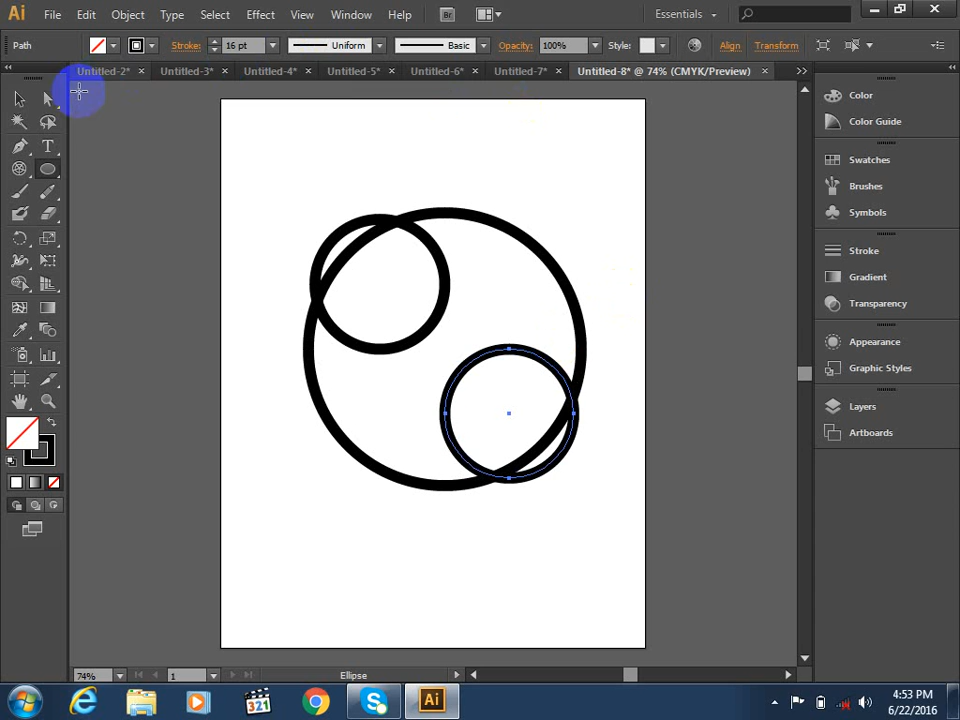 Ai File Edit Object Type Select Effect View Window Help Br Essentials
Path Stroke: 16 pt Uniform Basic Opacity: 100% Style: Align Transform
Untitled-2* Untitled-3* Untitled-4* Untitled-5* Untitled-6* Untitled-7* Untitled-8* @ 74% (CMYK/Preview)
Color
Color Guide
Swatches
Brushes
Symbols
Stroke
Gradient
Transparency
Appearance
Graphic Styles
Layers
Artboards
T
74% 1 Ellipse
321
Ai
4:53 PM
6/22/2016